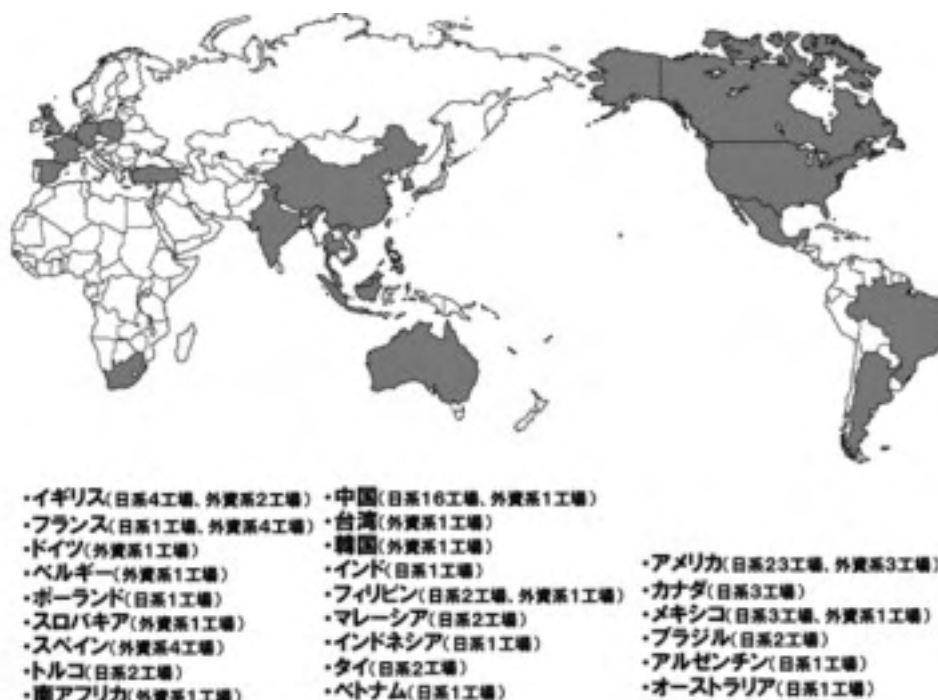 ・イギリス(日系4工場、外資系2工場)
・フランス(日系1工場、外資系4工場)
・ドイツ(外資系1工場)
・ベルギー(外資系1工場)
・ポーランド(日系1工場)
・スロバキア(外資系1工場)
・スペイン(外資系4工場)
・トルコ(日系2工場)
・南アフリカ(外資系1工場)
・中国(日系16工場、外資系1工場)
・台湾(外資系1工場)
・韓国(外資系1工場)
・インド(日系1工場)
・フィリピン(日系2工場、外資系1工場)
・マレーシア(日系2工場)
・インドネシア(日系1工場)
・タイ(日系2工場)
・ベトナム(日系1工場)
・アメリカ(日系23工場、外資系3工場)
・カナダ(日系3工場)
・メキシコ(日系3工場、外資系1工場)
・ブラジル(日系2工場)
・アルゼンチン(日系1工場)
・オーストラリア(日系1工場)